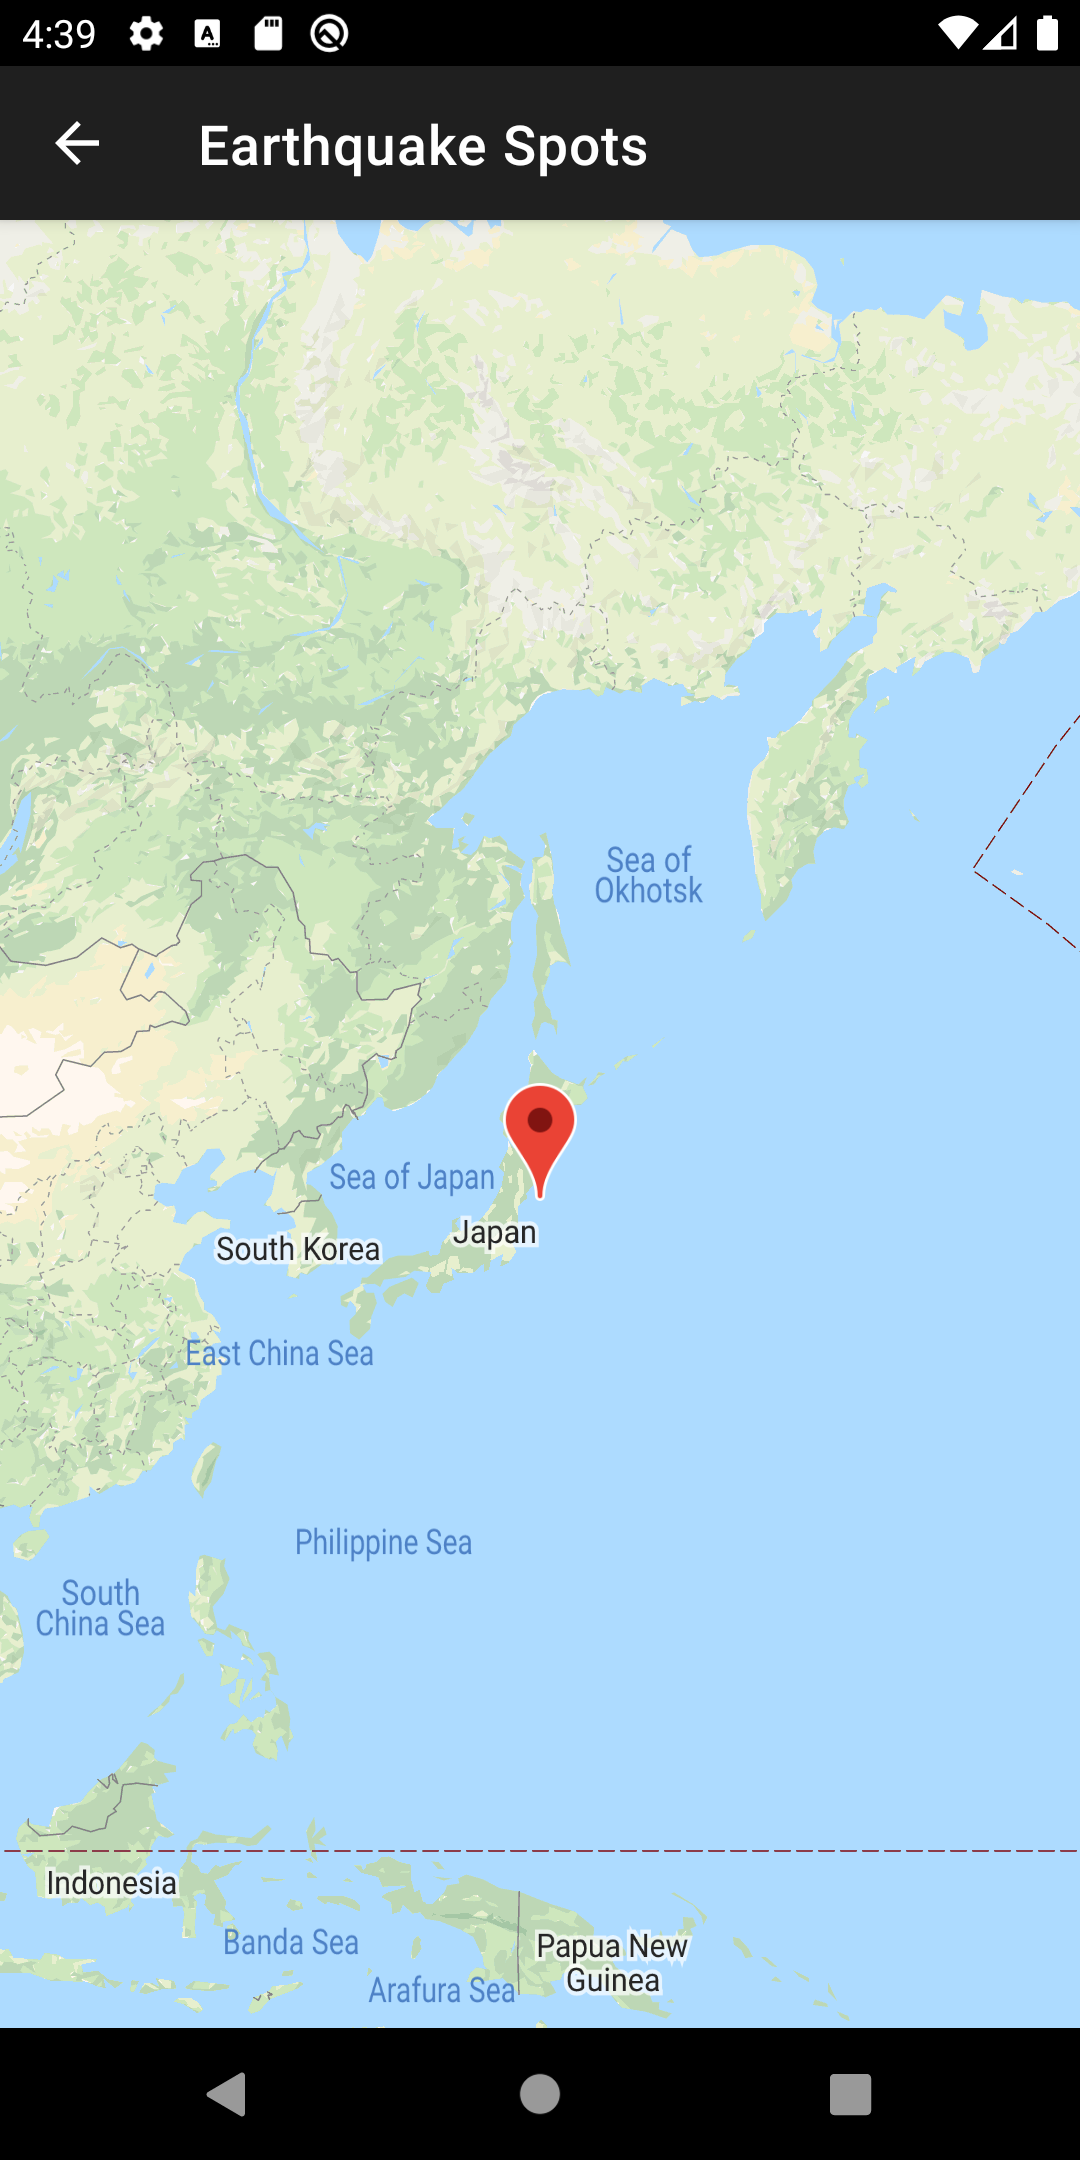 4:39
Earthquake Spots
Sea of
Okhotsk
Sea of Japan
Japan
South Korea
East China Sea
Philippine Sea
South
China Sea
Indonesia
Banda Sea
Papua New
Guinea
Arafura Sea